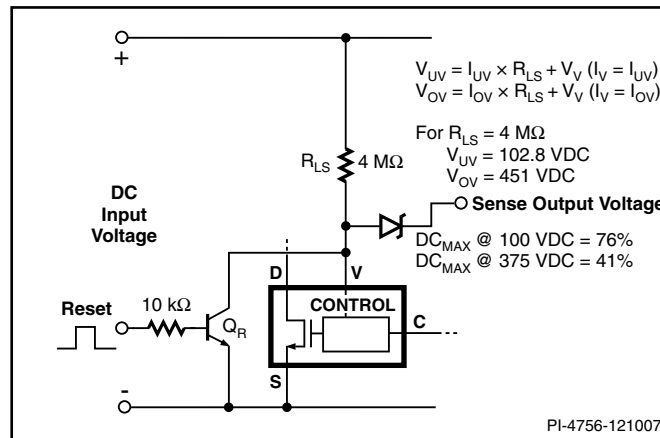 +
V_UV = I_UV × R_LS + V_V (I_V = I_UV)
V_OV = I_OV × R_LS + V_V (I_V = I_OV)
For R_LS = 4 MΩ
V_UV = 102.8 VDC
V_OV = 451 VDC
R_LS
4 MΩ
DC
Input
Voltage
Sense Output Voltage
DC_MAX @ 100 VDC = 76%
DC_MAX @ 375 VDC = 41%
D
V
CONTROL
C
Reset
10 kΩ
Q_R
S
-
PI-4756-121007